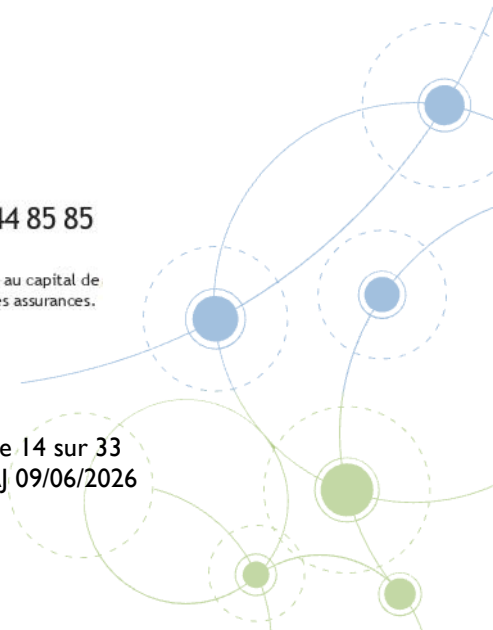 44 85 85
au capital de
es assurances.
e 14 sur 33
J 09/06/2026